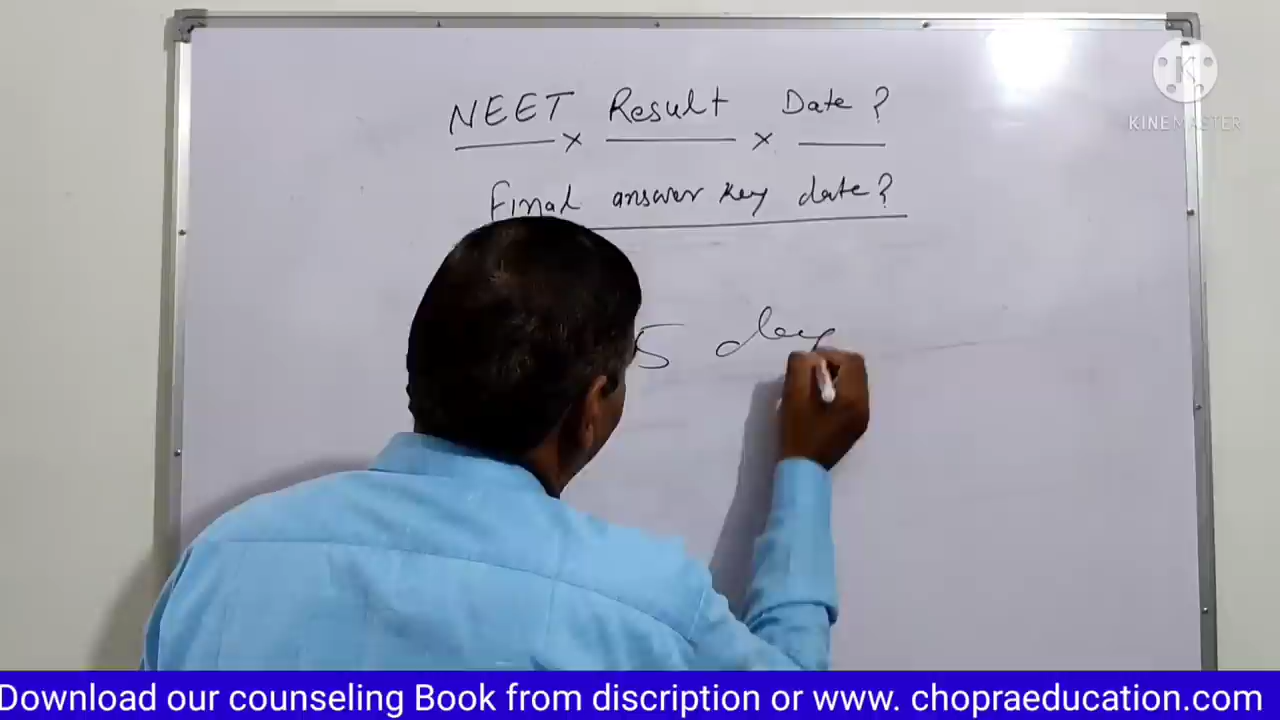 NEET Result Date?
Final answer key date?
5 day
KINEMASTER
Download our counseling Book from discription or www. chopraeducation.com